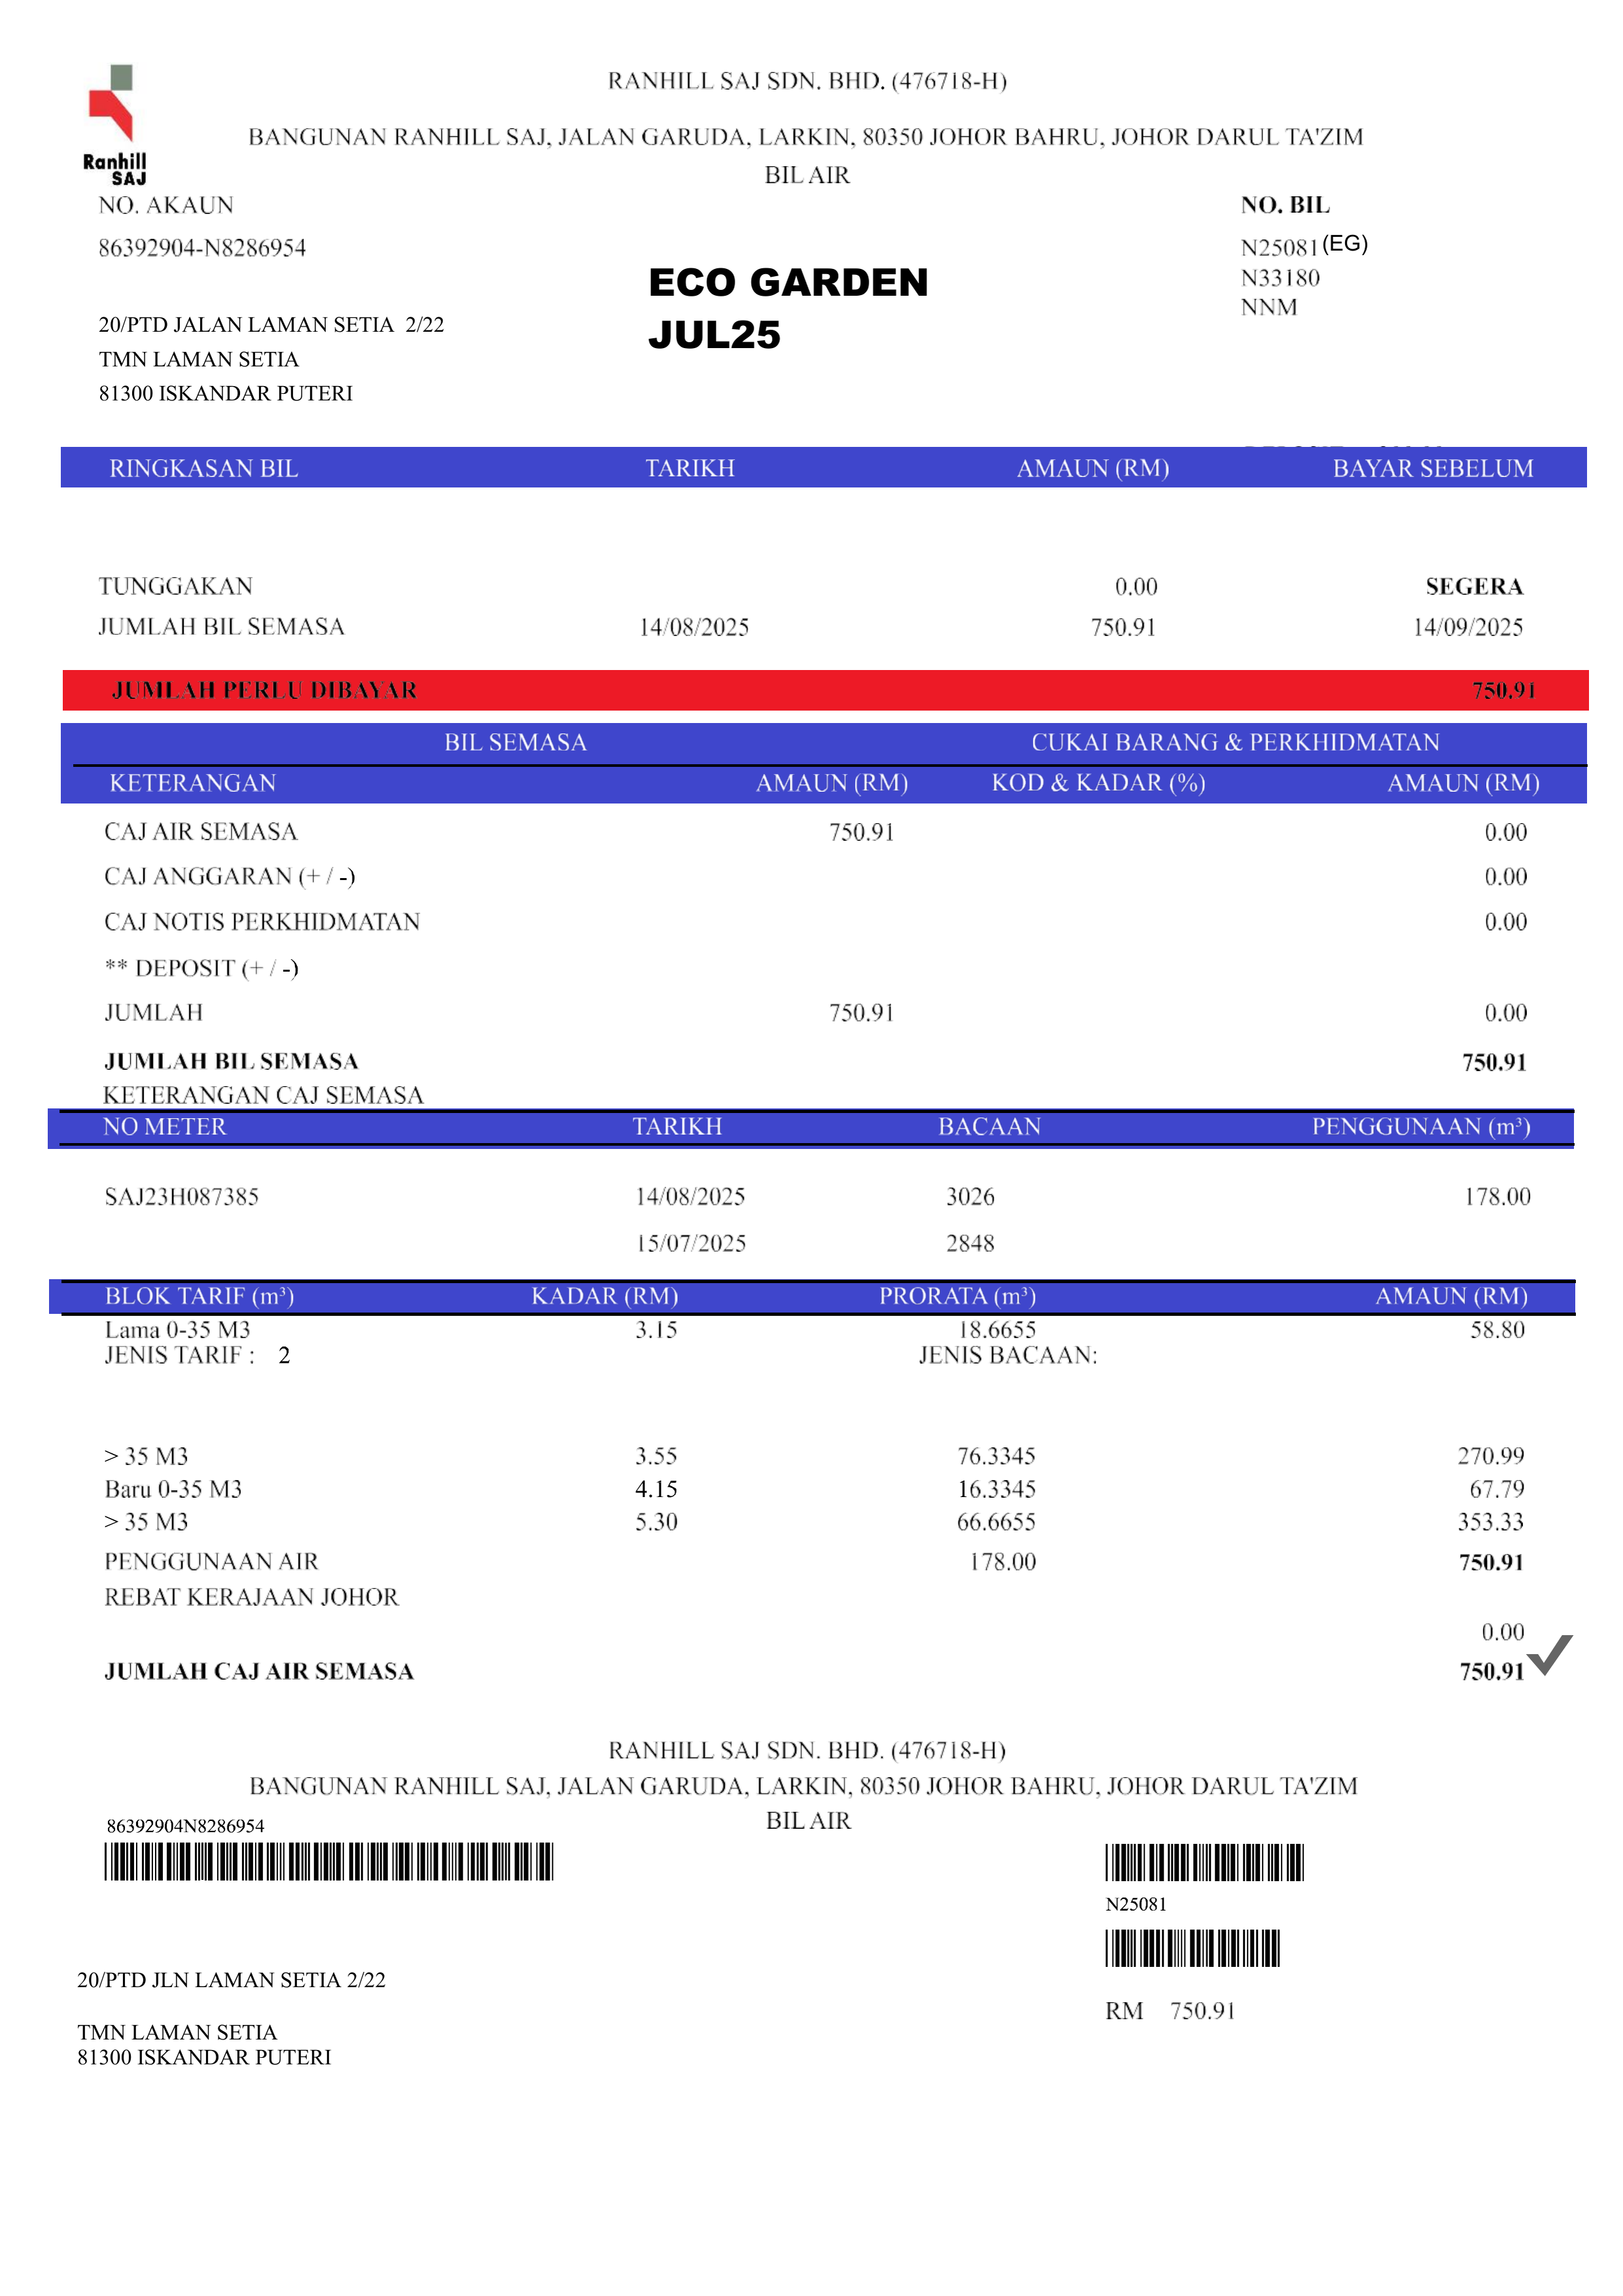 Ranhill
SAJ
RANHILL SAJ SDN. BHD. (476718-H)
BANGUNAN RANHILL SAJ, JALAN GARUDA, LARKIN, 80350 JOHOR BAHRU, JOHOR DARUL TA'ZIM
BIL AIR
NO. AKAUN NO. BIL
86392904-N8286954 N25081 (EG)
N33180
NNM
ECO GARDEN
JUL25
20/PTD JALAN LAMAN SETIA 2/22
TMN LAMAN SETIA
81300 ISKANDAR PUTERI
RINGKASAN BIL TARIKH AMAUN (RM) BAYAR SEBELUM
TUNGGAKAN 0.00 SEGERA
JUMLAH BIL SEMASA 14/08/2025 750.91 14/09/2025
JUMLAH PERLU DIBAYAR 750.91
BIL SEMASA CUKAI BARANG & PERKHIDMATAN
KETERANGAN AMAUN (RM) KOD & KADAR (%) AMAUN (RM)
CAJ AIR SEMASA 750.91 0.00
CAJ ANGGARAN (+ / -) 0.00
CAJ NOTIS PERKHIDMATAN 0.00
** DEPOSIT (+ / -)
JUMLAH 750.91 0.00
JUMLAH BIL SEMASA 750.91
KETERANGAN CAJ SEMASA
NO METER TARIKH BACAAN PENGGUNAAN (m³)
SAJ23H087385 14/08/2025 3026 178.00
15/07/2025 2848
BLOK TARIF (m³) KADAR (RM) PRORATA (m³) AMAUN (RM)
Lama 0-35 M3 3.15 18.6655 58.80
JENIS TARIF : 2 JENIS BACAAN:
> 35 M3 3.55 76.3345 270.99
Baru 0-35 M3 4.15 16.3345 67.79
> 35 M3 5.30 66.6655 353.33
PENGGUNAAN AIR 178.00 750.91
REBAT KERAJAAN JOHOR
0.00
JUMLAH CAJ AIR SEMASA 750.91
RANHILL SAJ SDN. BHD. (476718-H)
BANGUNAN RANHILL SAJ, JALAN GARUDA, LARKIN, 80350 JOHOR BAHRU, JOHOR DARUL TA'ZIM
BIL AIR
86392904N8286954
N25081
20/PTD JLN LAMAN SETIA 2/22
RM 750.91
TMN LAMAN SETIA
81300 ISKANDAR PUTERI